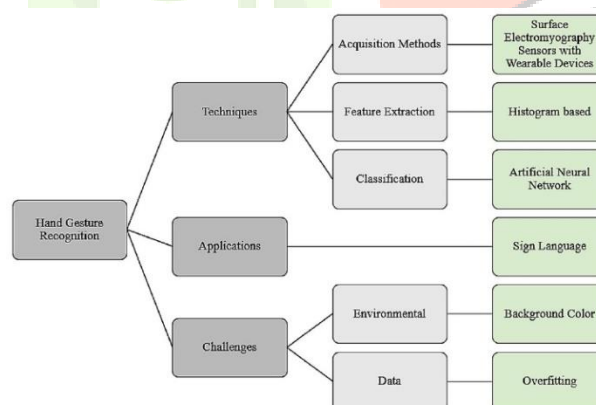 Surface
Electromyography
Sensors with
Wearable Devices
Acquisition Methods
Techniques
Feature Extraction
Histogram based
Classification
Artificial Neural
Network
Hand Gesture
Recognition
Applications
Sign Language
Environmental
Background Color
Challenges
Data
Overfitting